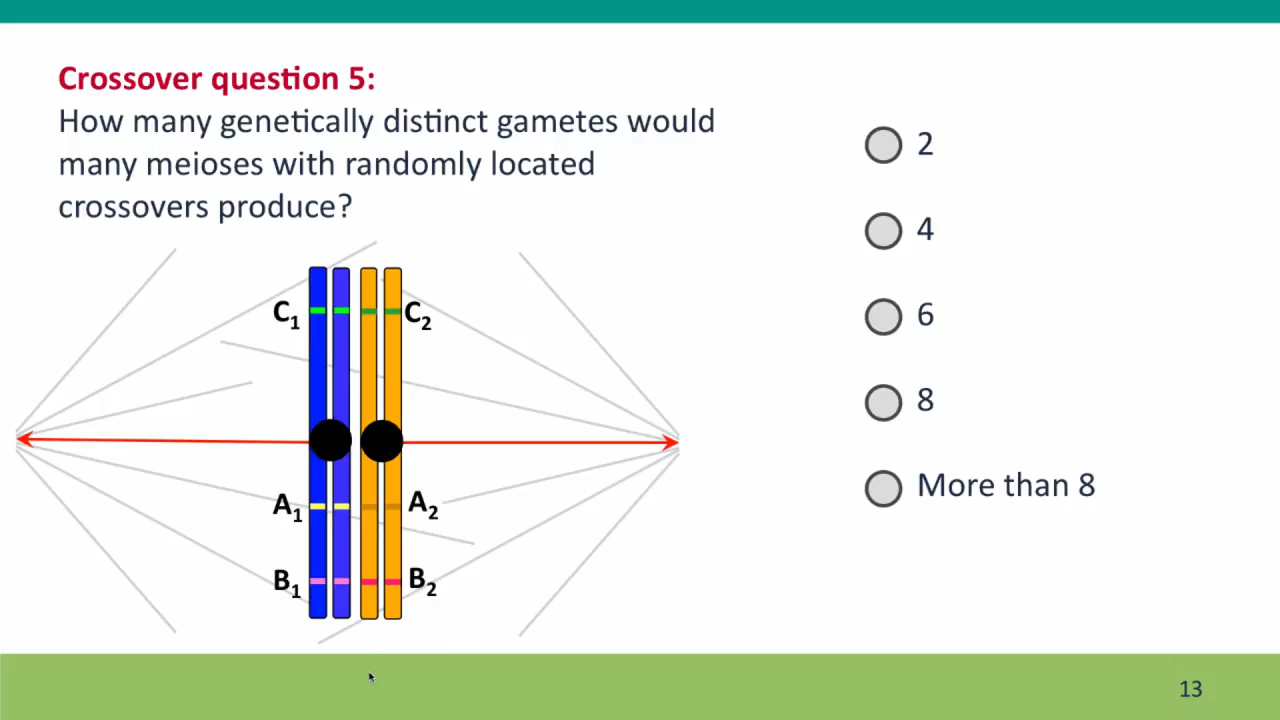 Crossover question 5:
How many genetically distinct gametes would
many meioses with randomly located
crossovers produce?
2
4
6
8
More than 8
C1
C2
A1
A2
B1
B2
13